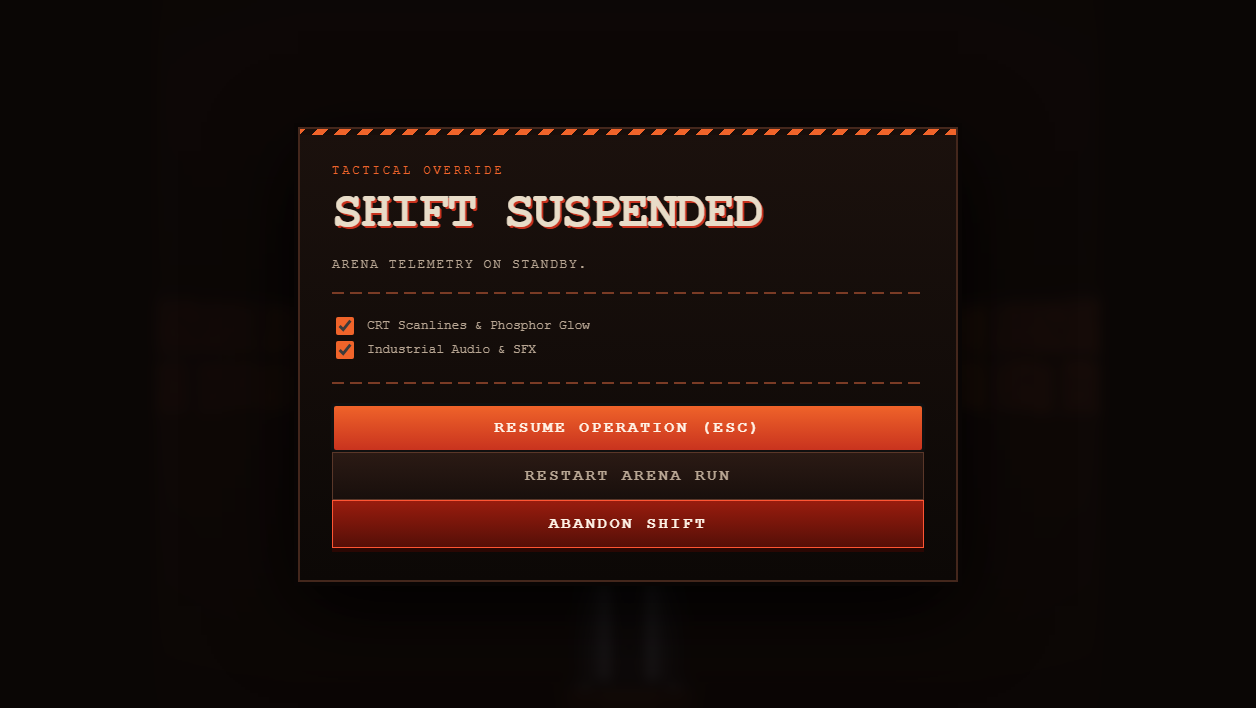 TACTICAL OVERRIDE
SHIFT SUSPENDED
ARENA TELEMETRY ON STANDBY.
CRT Scanlines & Phosphor Glow
Industrial Audio & SFX
RESUME OPERATION (ESC)
RESTART ARENA RUN
ABANDON SHIFT